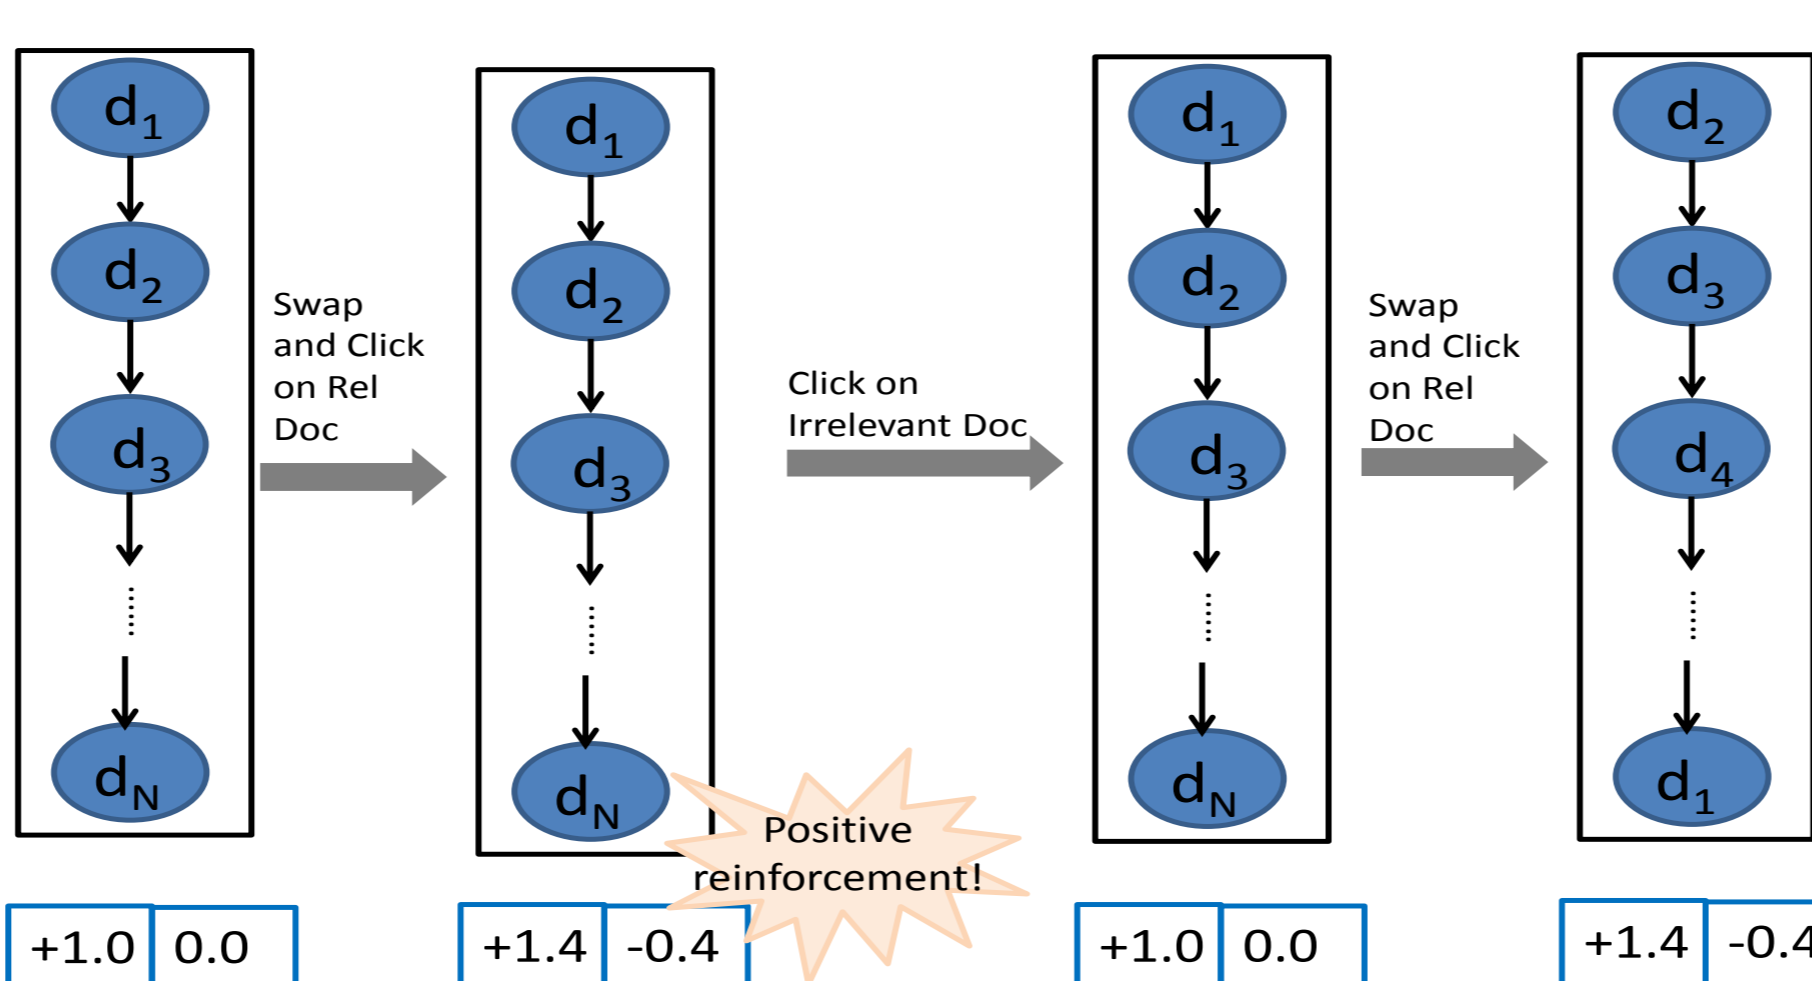 d1
d2
d3
......
dN
+1.0 0.0
Swap
and Click
on Rel
Doc
d1
d2
d3
......
dN
+1.4 -0.4
Positive
reinforcement!
Click on
Irrelevant Doc
d1
d2
d3
......
dN
+1.0 0.0
Swap
and Click
on Rel
Doc
d2
d3
d4
......
d1
+1.4 -0.4